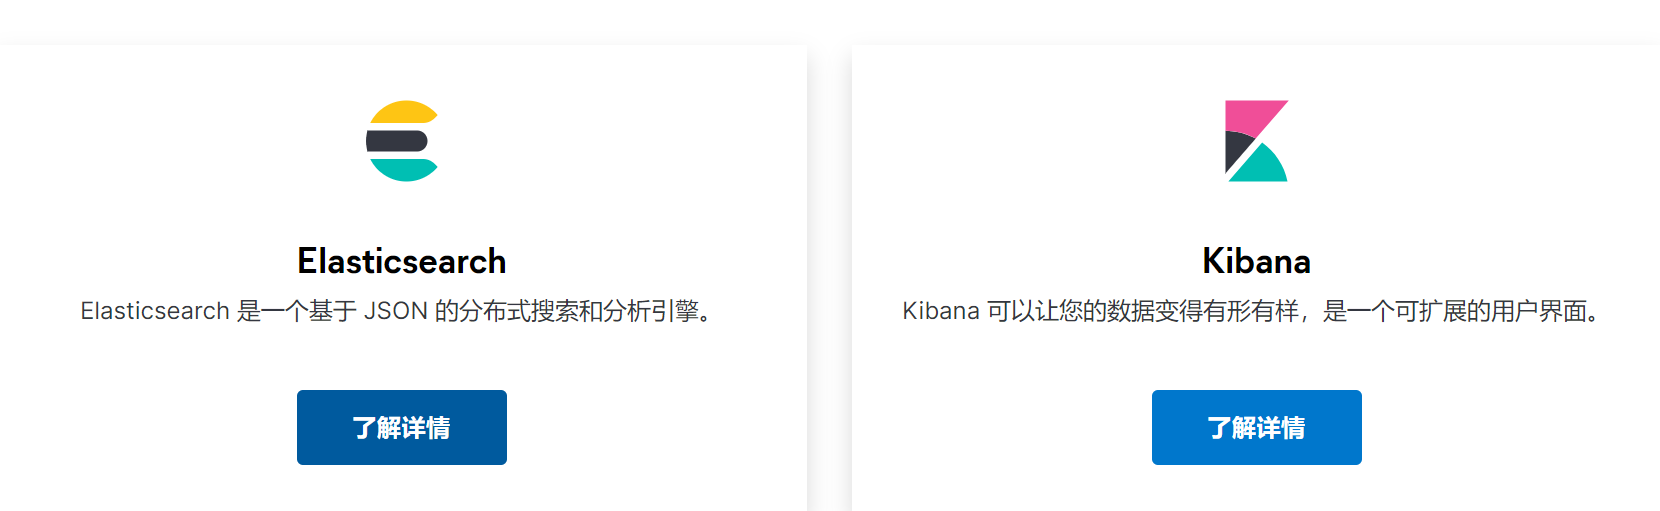 Elasticsearch
Elasticsearch 是一个基于 JSON 的分布式搜索和分析引擎。
了解详情
Kibana
Kibana 可以让您的数据变得有形有样，是一个可扩展的用户界面。
了解详情